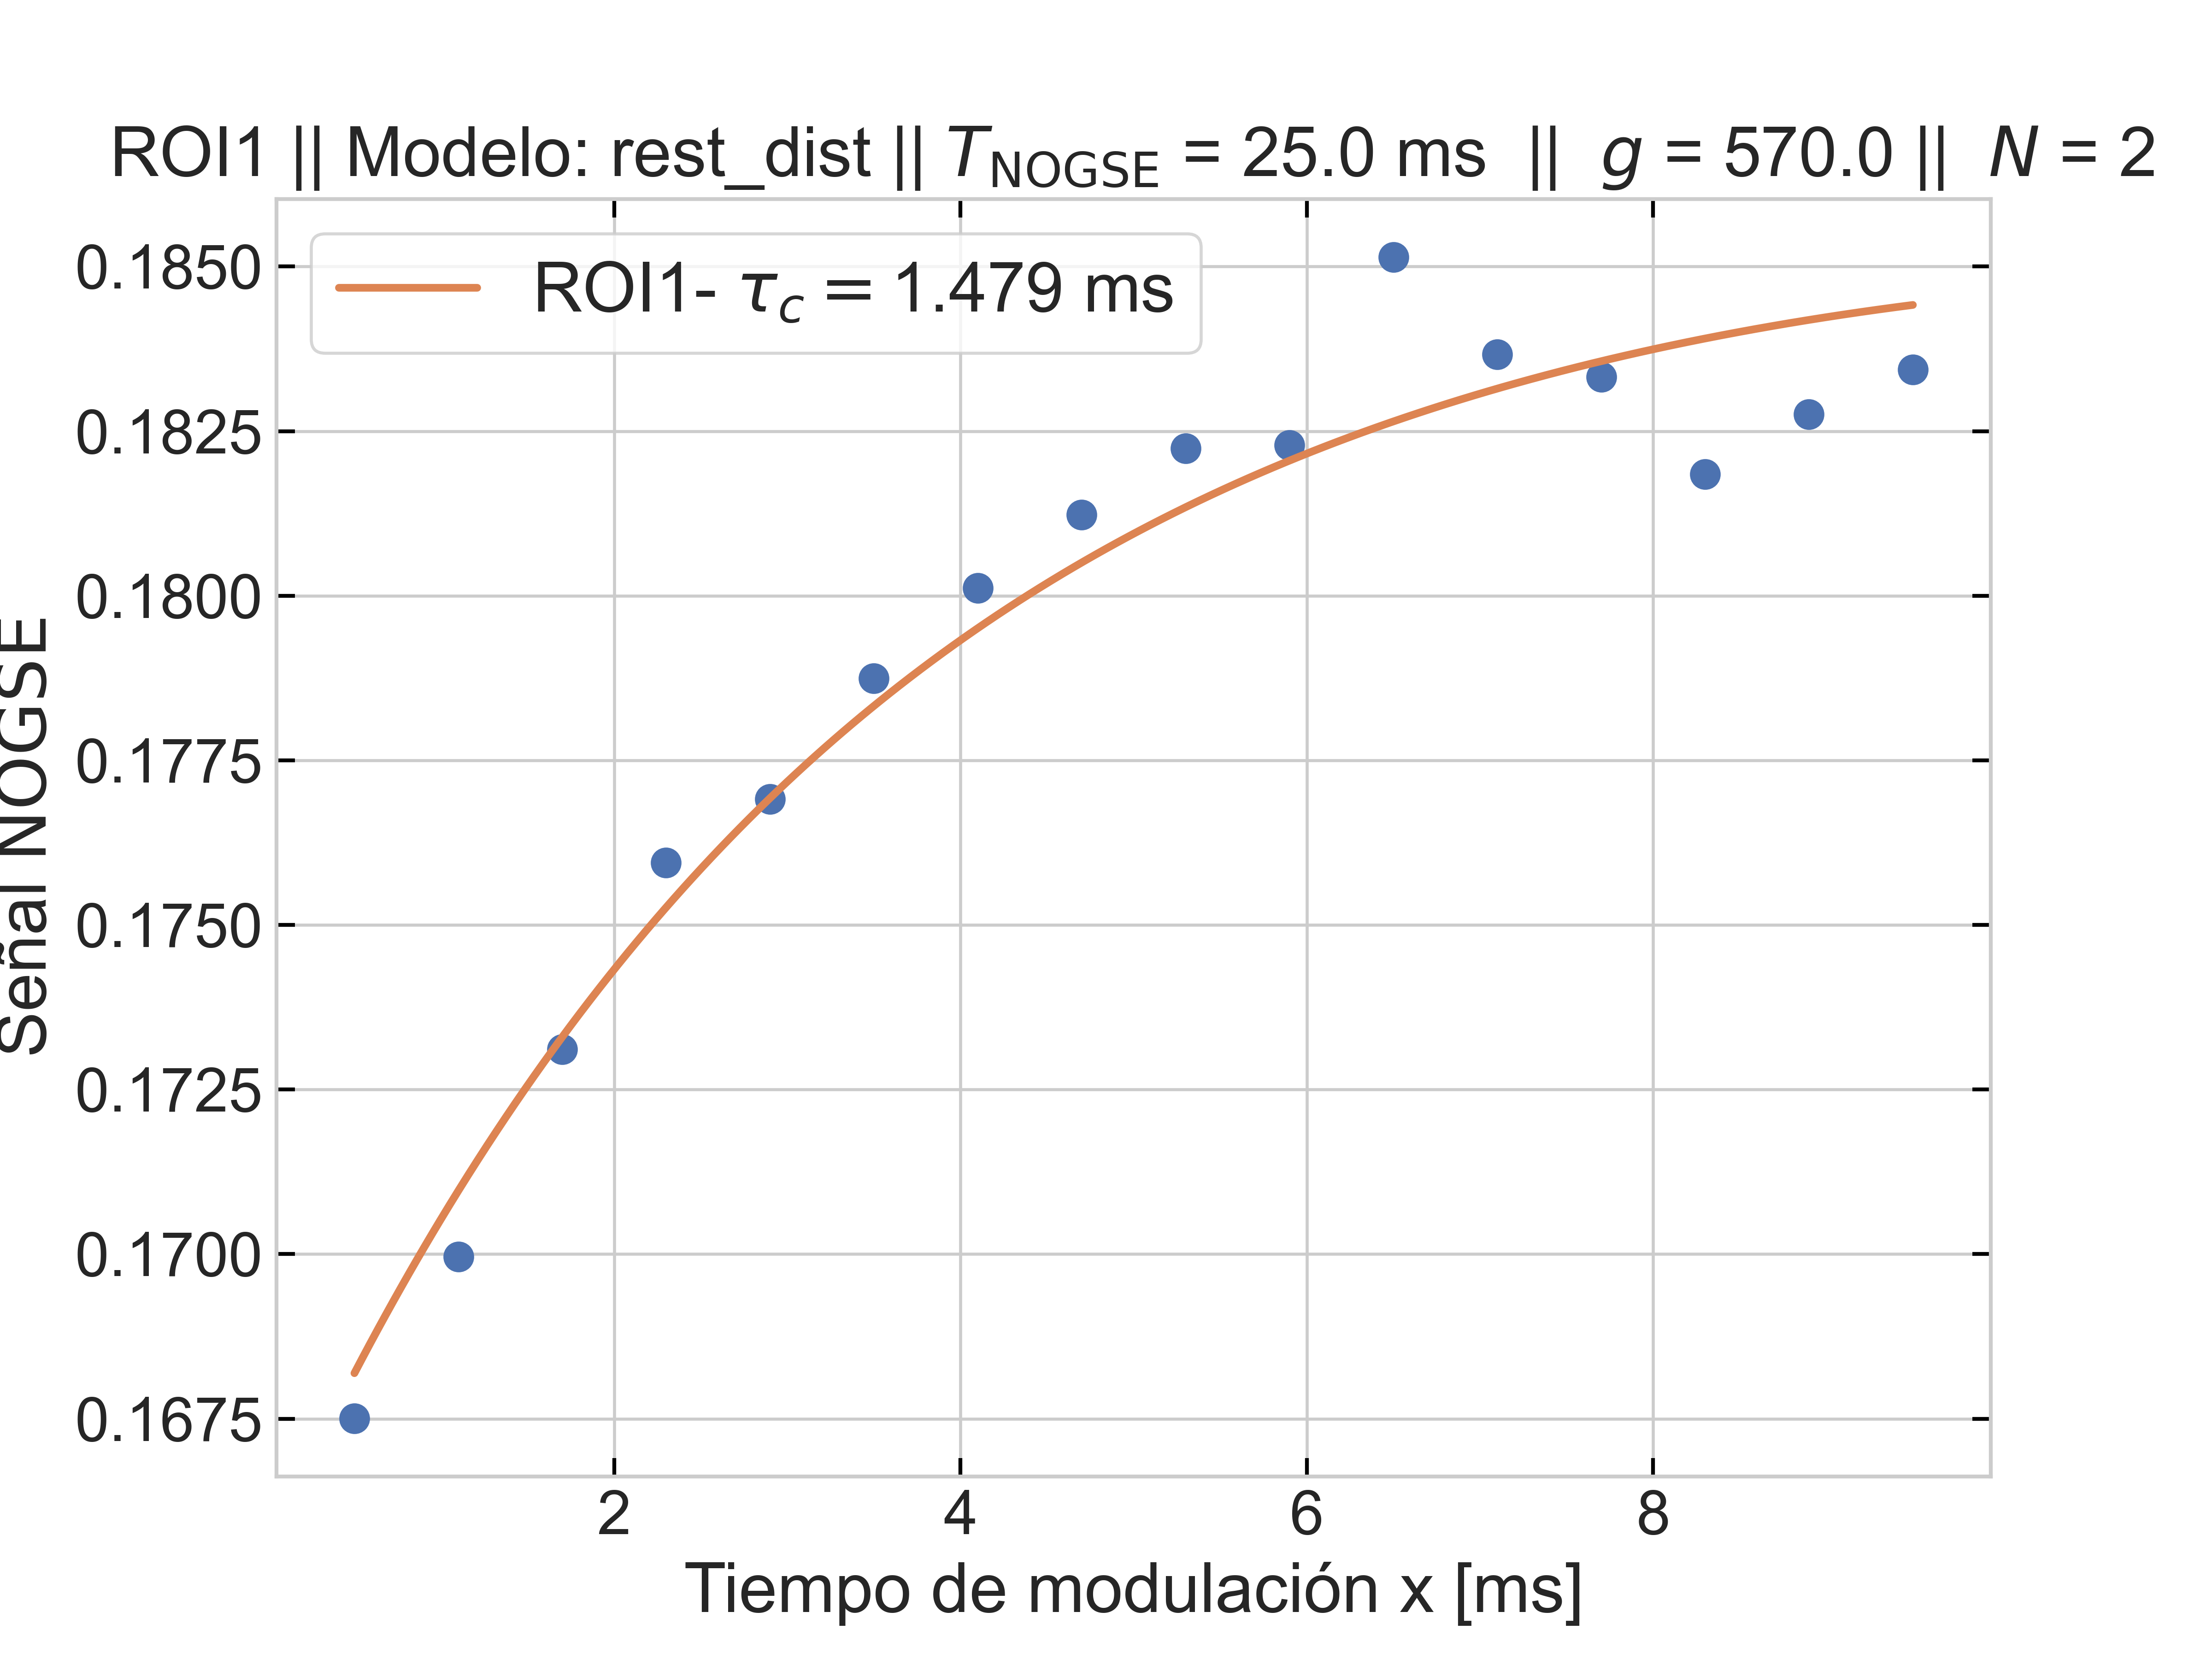 ROI1 || Modelo: rest_dist || T_NOGSE = 25.0 ms || g = 570.0 || N = 2
ROI1- τ_c = 1.479 ms
Señal NOGSE
0.1850
0.1825
0.1800
0.1775
0.1750
0.1725
0.1700
0.1675
2 4 6 8
Tiempo de modulación x [ms]